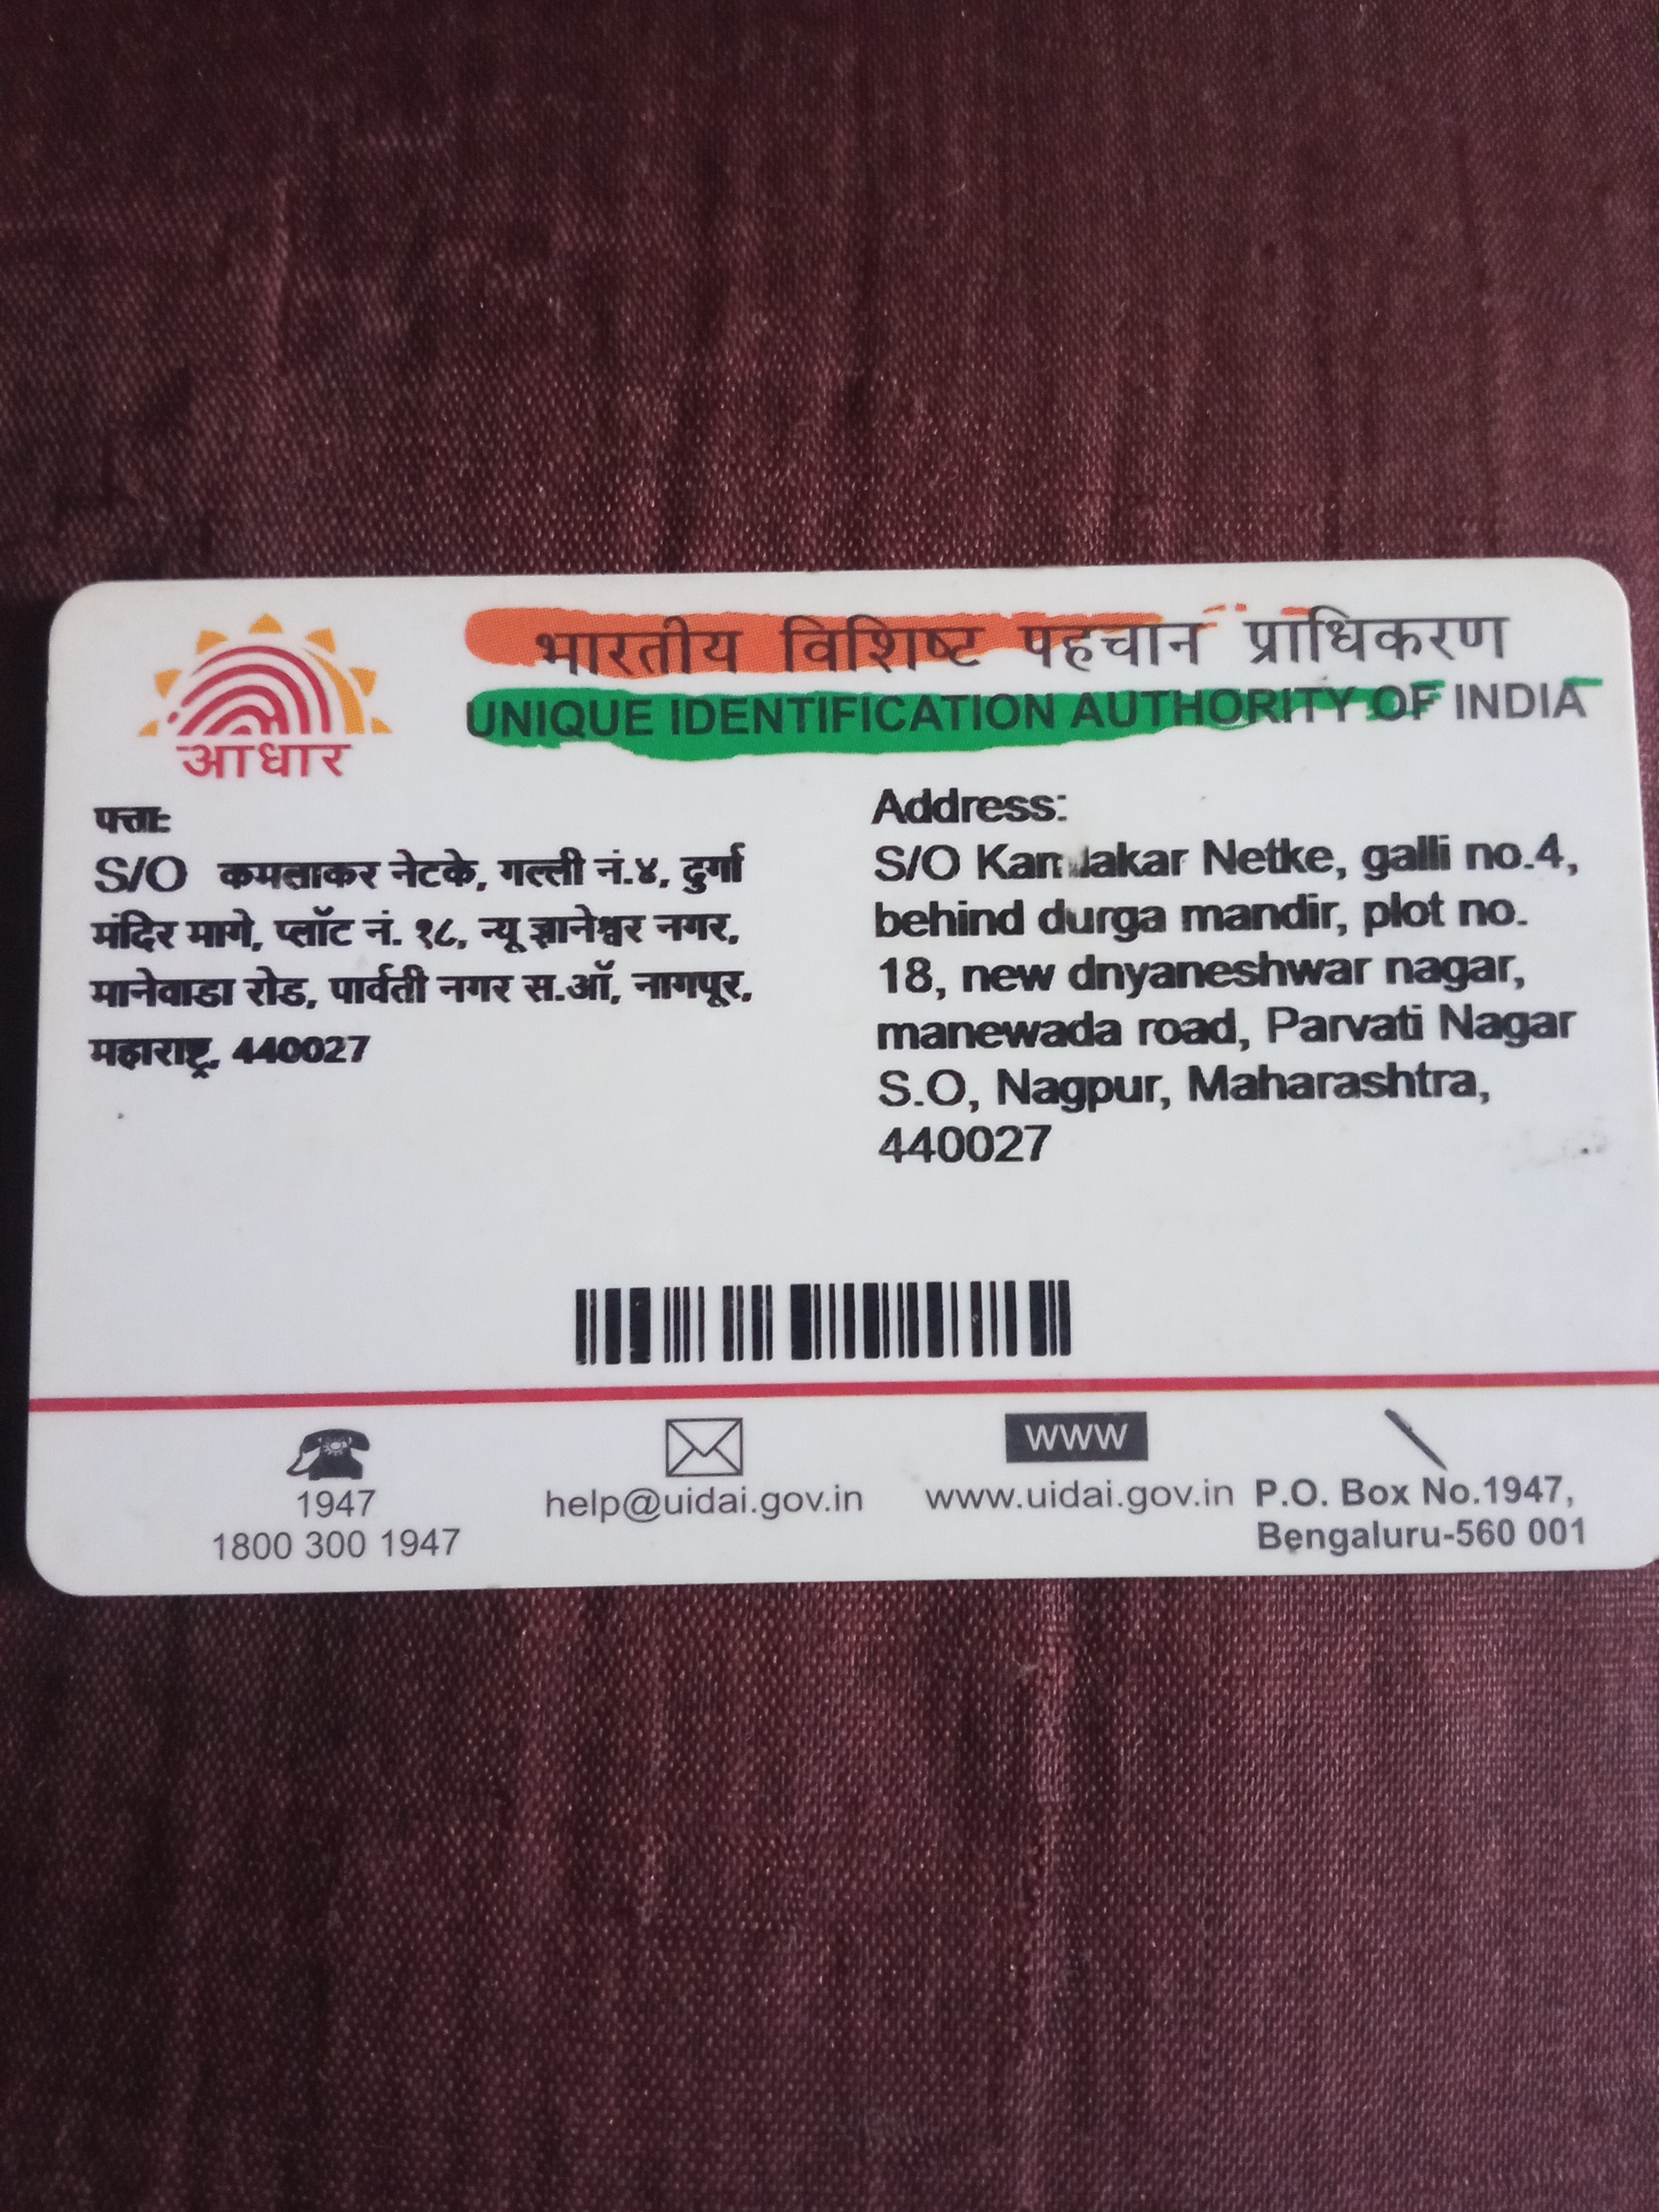 आधार
भारतीय विशिष्ट पहचान प्राधिकरण
UNIQUE IDENTIFICATION AUTHORITY OF INDIA
पत्ता:
S/O कमलाकर नेटके, गल्ली नं.४, दुर्गा
मंदिर मागे, प्लॉट नं. १८, न्यू ज्ञानेश्वर नगर,
मानेवाडा रोड, पार्वती नगर स.ऑ, नागपूर,
महाराष्ट्र, 440027
Address:
S/O Kamlakar Netke, galli no.4,
behind durga mandir, plot no.
18, new dnyaneshwar nagar,
manewada road, Parvati Nagar
S.O, Nagpur, Maharashtra,
440027
1947
1800 300 1947
help@uidai.gov.in
www
www.uidai.gov.in
P.O. Box No.1947,
Bengaluru-560 001